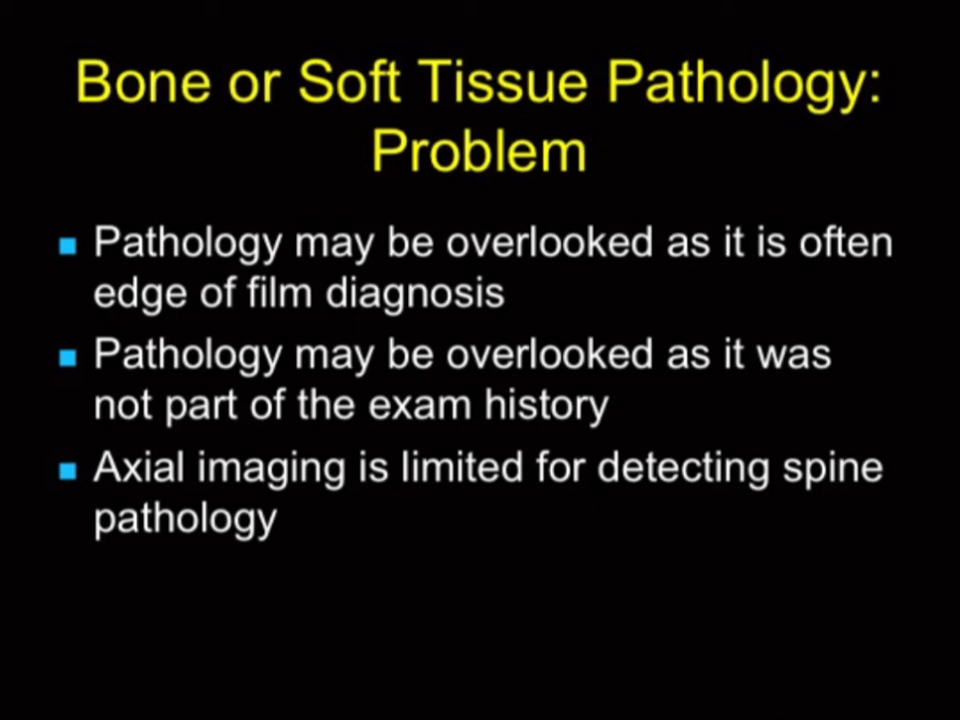 Bone or Soft Tissue Pathology:
Problem
Pathology may be overlooked as it is often
edge of film diagnosis
Pathology may be overlooked as it was
not part of the exam history
Axial imaging is limited for detecting spine
pathology